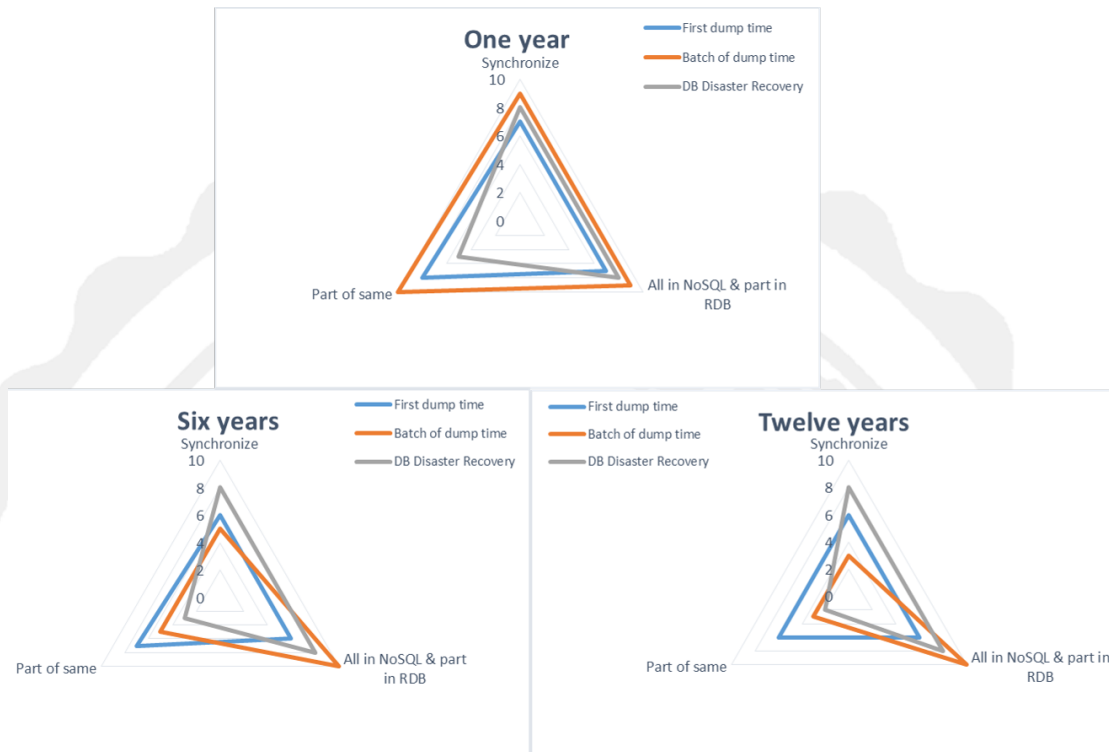 One year
First dump time
Batch of dump time
DB Disaster Recovery
Synchronize
10
8
6
4
2
0
Part of same
All in NoSQL & part in
RDB
Six years
First dump time
Batch of dump time
DB Disaster Recovery
Synchronize
10
8
6
4
2
0
Part of same
All in NoSQL & part
in RDB
First dump time
Batch of dump time
DB Disaster Recovery
Twelve years
Synchronize
10
8
6
4
2
0
Part of same
All in NoSQL & part in
RDB